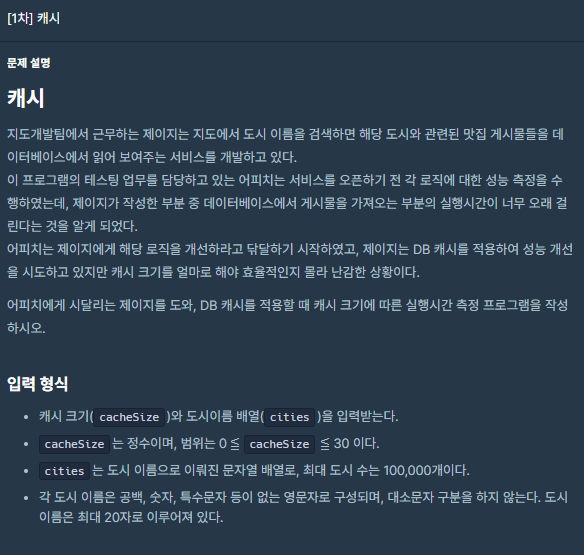 [1차] 캐시
문제 설명
캐시
지도개발팀에서 근무하는 제이지는 지도에서 도시 이름을 검색하면 해당 도시와 관련된 맛집 게시물들을 데
이터베이스에서 읽어 보여주는 서비스를 개발하고 있다.
이 프로그램의 테스팅 업무를 담당하고 있는 어피치는 서비스를 오픈하기 전 각 로직에 대한 성능 측정을 수
행하였는데, 제이지가 작성한 부분 중 데이터베이스에서 게시물을 가져오는 부분의 실행시간이 너무 오래 걸
린다는 것을 알게 되었다.
어피치는 제이지에게 해당 로직을 개선하라고 닦달하기 시작하였고, 제이지는 DB 캐시를 적용하여 성능 개선
을 시도하고 있지만 캐시 크기를 얼마로 해야 효율적인지 몰라 난감한 상황이다.
어피치에게 시달리는 제이지를 도와, DB 캐시를 적용할 때 캐시 크기에 따른 실행시간 측정 프로그램을 작성
하시오.
입력 형식
• 캐시 크기( cacheSize )와 도시이름 배열( cities )을 입력받는다.
• cacheSize 는 정수이며, 범위는 0 ≦ cacheSize ≦ 30 이다.
• cities 는 도시 이름으로 이뤄진 문자열 배열로, 최대 도시 수는 100,000개이다.
• 각 도시 이름은 공백, 숫자, 특수문자 등이 없는 영문자로 구성되며, 대소문자 구분을 하지 않는다. 도시
이름은 최대 20자로 이루어져 있다.